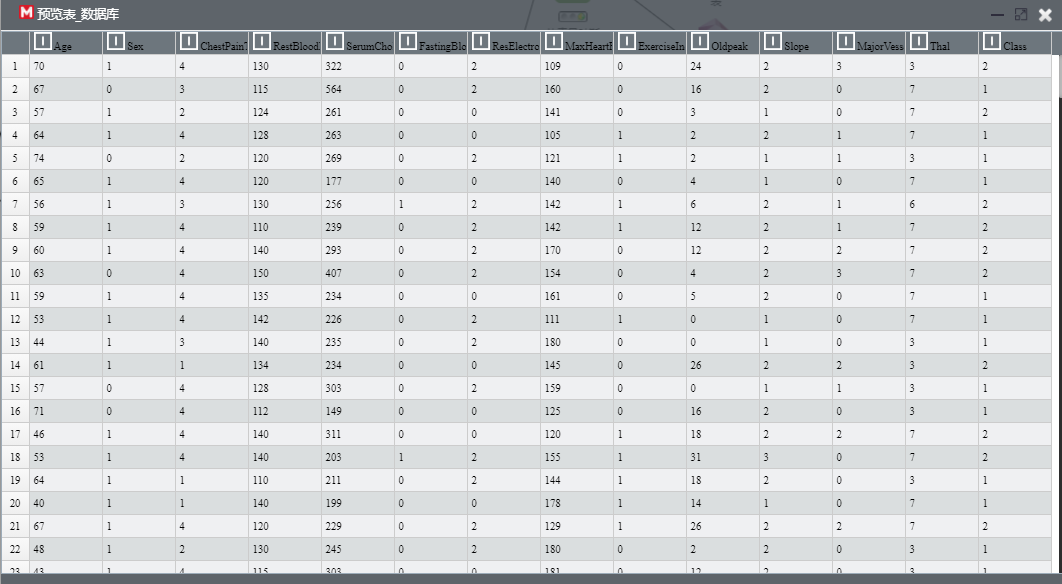 M 预览表_数据库
Age Sex ChestPain RestBlood SerumCho FastingBlo ResElectro MaxHeart ExerciseIn Oldpeak Slope MajorVess Thal Class
1 70 1 4 130 322 0 2 109 0 24 2 3 3 2
2 67 0 3 115 564 0 2 160 0 16 2 0 7 1
3 57 1 2 124 261 0 0 141 0 3 1 0 7 2
4 64 1 4 128 263 0 0 105 1 2 2 1 7 1
5 74 0 2 120 269 0 2 121 1 2 1 1 3 1
6 65 1 4 120 177 0 0 140 0 4 1 0 7 1
7 56 1 3 130 256 1 2 142 1 6 2 1 6 2
8 59 1 4 110 239 0 2 142 1 12 2 1 7 2
9 60 1 4 140 293 0 2 170 0 12 2 2 7 2
10 63 0 4 150 407 0 2 154 0 4 2 3 7 2
11 59 1 4 135 234 0 0 161 0 5 2 0 7 1
12 53 1 4 142 226 0 2 111 1 0 1 0 7 1
13 44 1 3 140 235 0 2 180 0 0 1 0 3 1
14 61 1 1 134 234 0 0 145 0 26 2 2 3 2
15 57 0 4 128 303 0 2 159 0 0 1 1 3 1
16 71 0 4 112 149 0 0 125 0 16 2 0 3 1
17 46 1 4 140 311 0 0 120 1 18 2 2 7 2
18 53 1 4 140 203 1 2 155 1 31 3 0 7 2
19 64 1 1 110 211 0 2 144 1 18 2 0 3 1
20 40 1 1 140 199 0 0 178 1 14 1 0 7 1
21 67 1 4 120 229 0 2 129 1 26 2 2 7 2
22 48 1 2 130 245 0 2 180 0 2 2 0 3 1
23 43 1 4 115 303 0 0 181 0 12 2 0 3 1